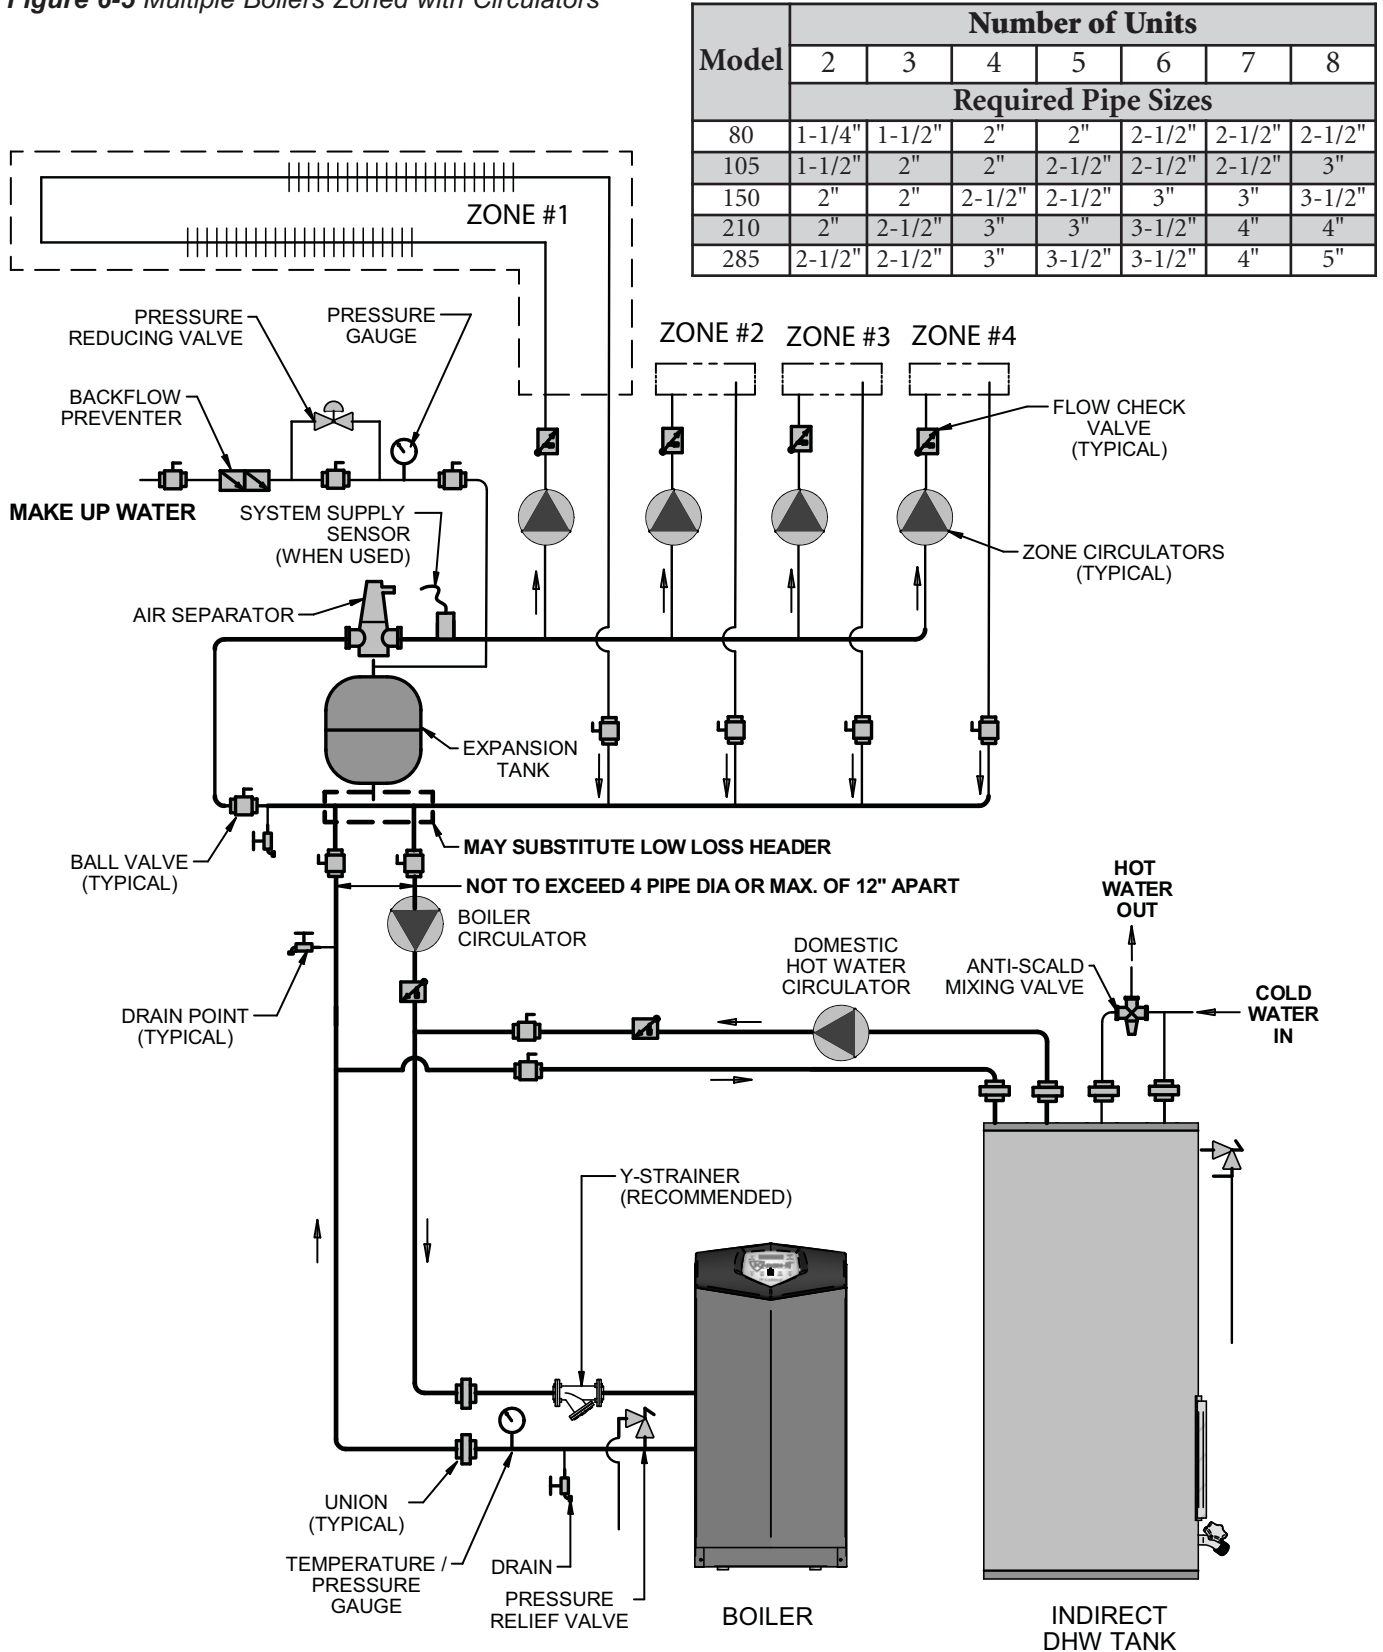 Figure 6-5 Multiple Boilers Zoned with Circulators
Model
Number of Units
2 3 4 5 6 7 8
Required Pipe Sizes
80 1-1/4" 1-1/2" 2" 2" 2-1/2" 2-1/2" 2-1/2"
105 1-1/2" 2" 2" 2-1/2" 2-1/2" 2-1/2" 3"
150 2" 2" 2-1/2" 2-1/2" 3" 3" 3-1/2"
210 2" 2-1/2" 3" 3" 3-1/2" 4" 4"
285 2-1/2" 2-1/2" 3" 3-1/2" 3-1/2" 4" 5"
ZONE #1
PRESSURE
REDUCING VALVE
PRESSURE
GAUGE
ZONE #2
ZONE #3
ZONE #4
BACKFLOW
PREVENTER
FLOW CHECK
VALVE
(TYPICAL)
MAKE UP WATER
SYSTEM SUPPLY
SENSOR
(WHEN USED)
ZONE CIRCULATORS
(TYPICAL)
AIR SEPARATOR
EXPANSION
TANK
BALL VALVE
(TYPICAL)
MAY SUBSTITUTE LOW LOSS HEADER
NOT TO EXCEED 4 PIPE DIA OR MAX. OF 12" APART
BOILER
CIRCULATOR
HOT
WATER
OUT
DOMESTIC
HOT WATER
CIRCULATOR
ANTI-SCALD
MIXING VALVE
COLD
WATER
IN
DRAIN POINT
(TYPICAL)
Y-STRAINER
(RECOMMENDED)
UNION
(TYPICAL)
TEMPERATURE /
PRESSURE
GAUGE
DRAIN
PRESSURE
RELIEF VALVE
BOILER
INDIRECT
DHW TANK